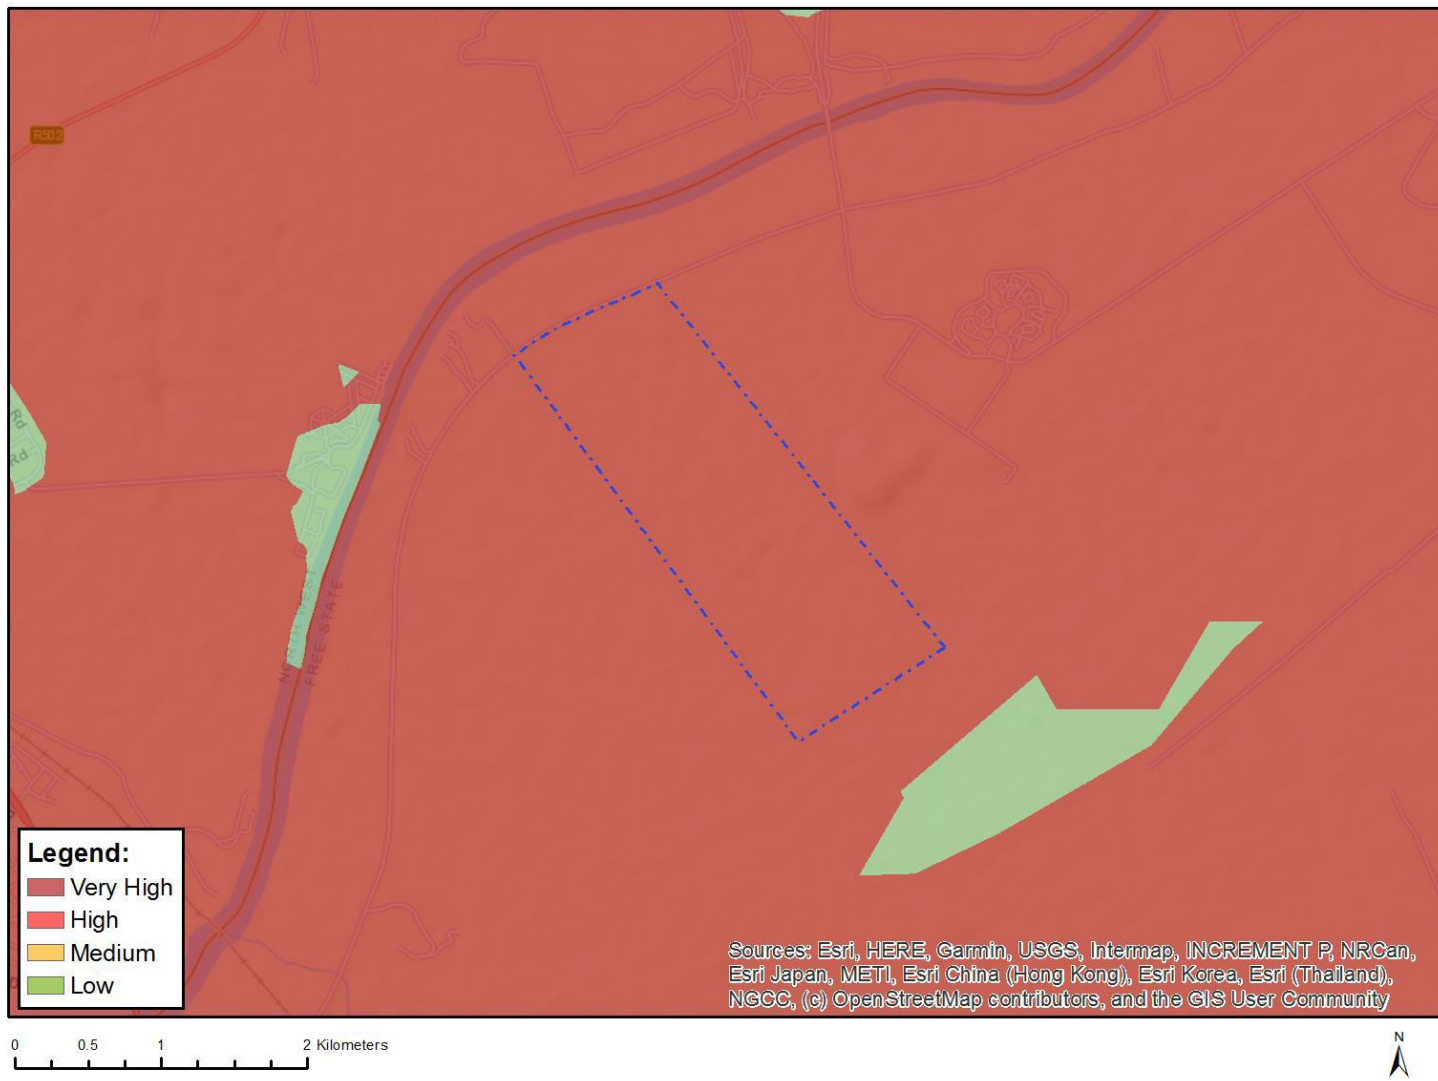 R502
Rd
Rd
NORTH WEST
FREE STATE
Legend:
Very High
High
Medium
Low
Sources: Esri, HERE, Garmin, USGS, Intermap, INCREMENT P, NRCan,
Esri Japan, METI, Esri China (Hong Kong), Esri Korea, Esri (Thailand),
NGCC, (c) OpenStreetMap contributors, and the GIS User Community
0 0.5 1 2 Kilometers
N